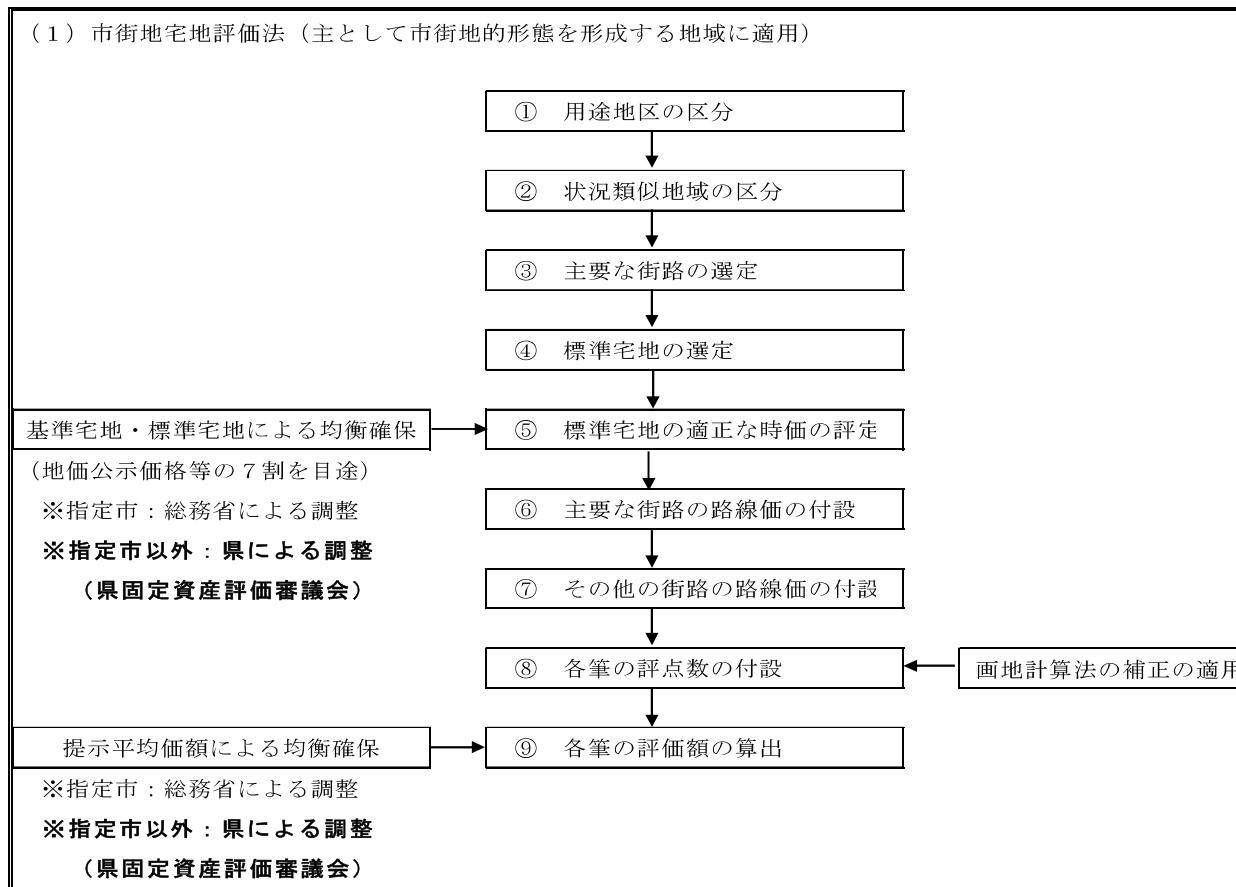 （1）市街地宅地評価法（主として市街地的形態を形成する地域に適用）
① 用途地区の区分
② 状況類似地域の区分
③ 主要な街路の選定
④ 標準宅地の選定
基準宅地・標準宅地による均衡確保
⑤ 標準宅地の適正な時価の評定
（地価公示価格等の７割を目途）
※指定市：総務省による調整
※指定市以外：県による調整
（県固定資産評価審議会）
⑥ 主要な街路の路線価の付設
⑦ その他の街路の路線価の付設
⑧ 各筆の評点数の付設
画地計算法の補正の適用
提示平均価額による均衡確保
⑨ 各筆の評価額の算出
※指定市：総務省による調整
※指定市以外：県による調整
（県固定資産評価審議会）